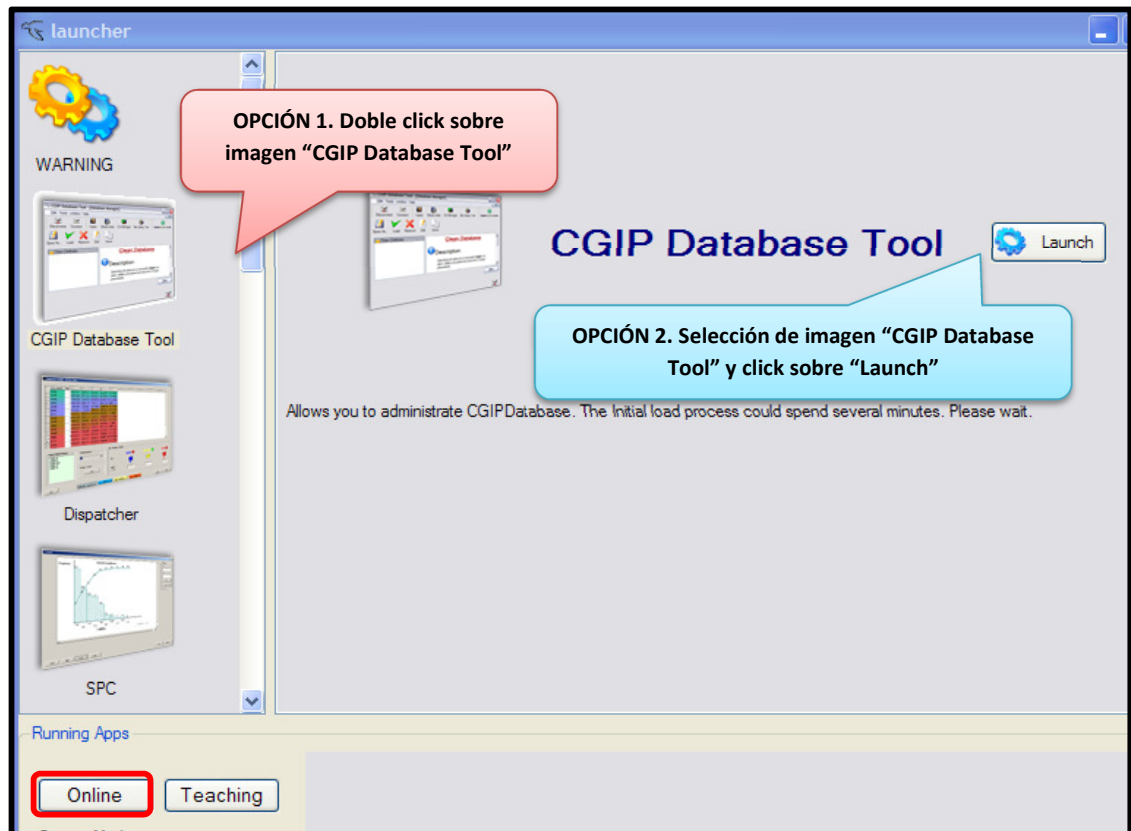 launcher
WARNING
OPCIÓN 1. Doble click sobre
imagen “CGIP Database Tool”
CGIP Database Tool
Launch
CGIP Database Tool
OPCIÓN 2. Selección de imagen “CGIP Database
Tool” y click sobre “Launch”
Allows you to administrate CGIPDatabase. The Initial load process could spend several minutes. Please wait.
Dispatcher
SPC
Running Apps
Online
Teaching